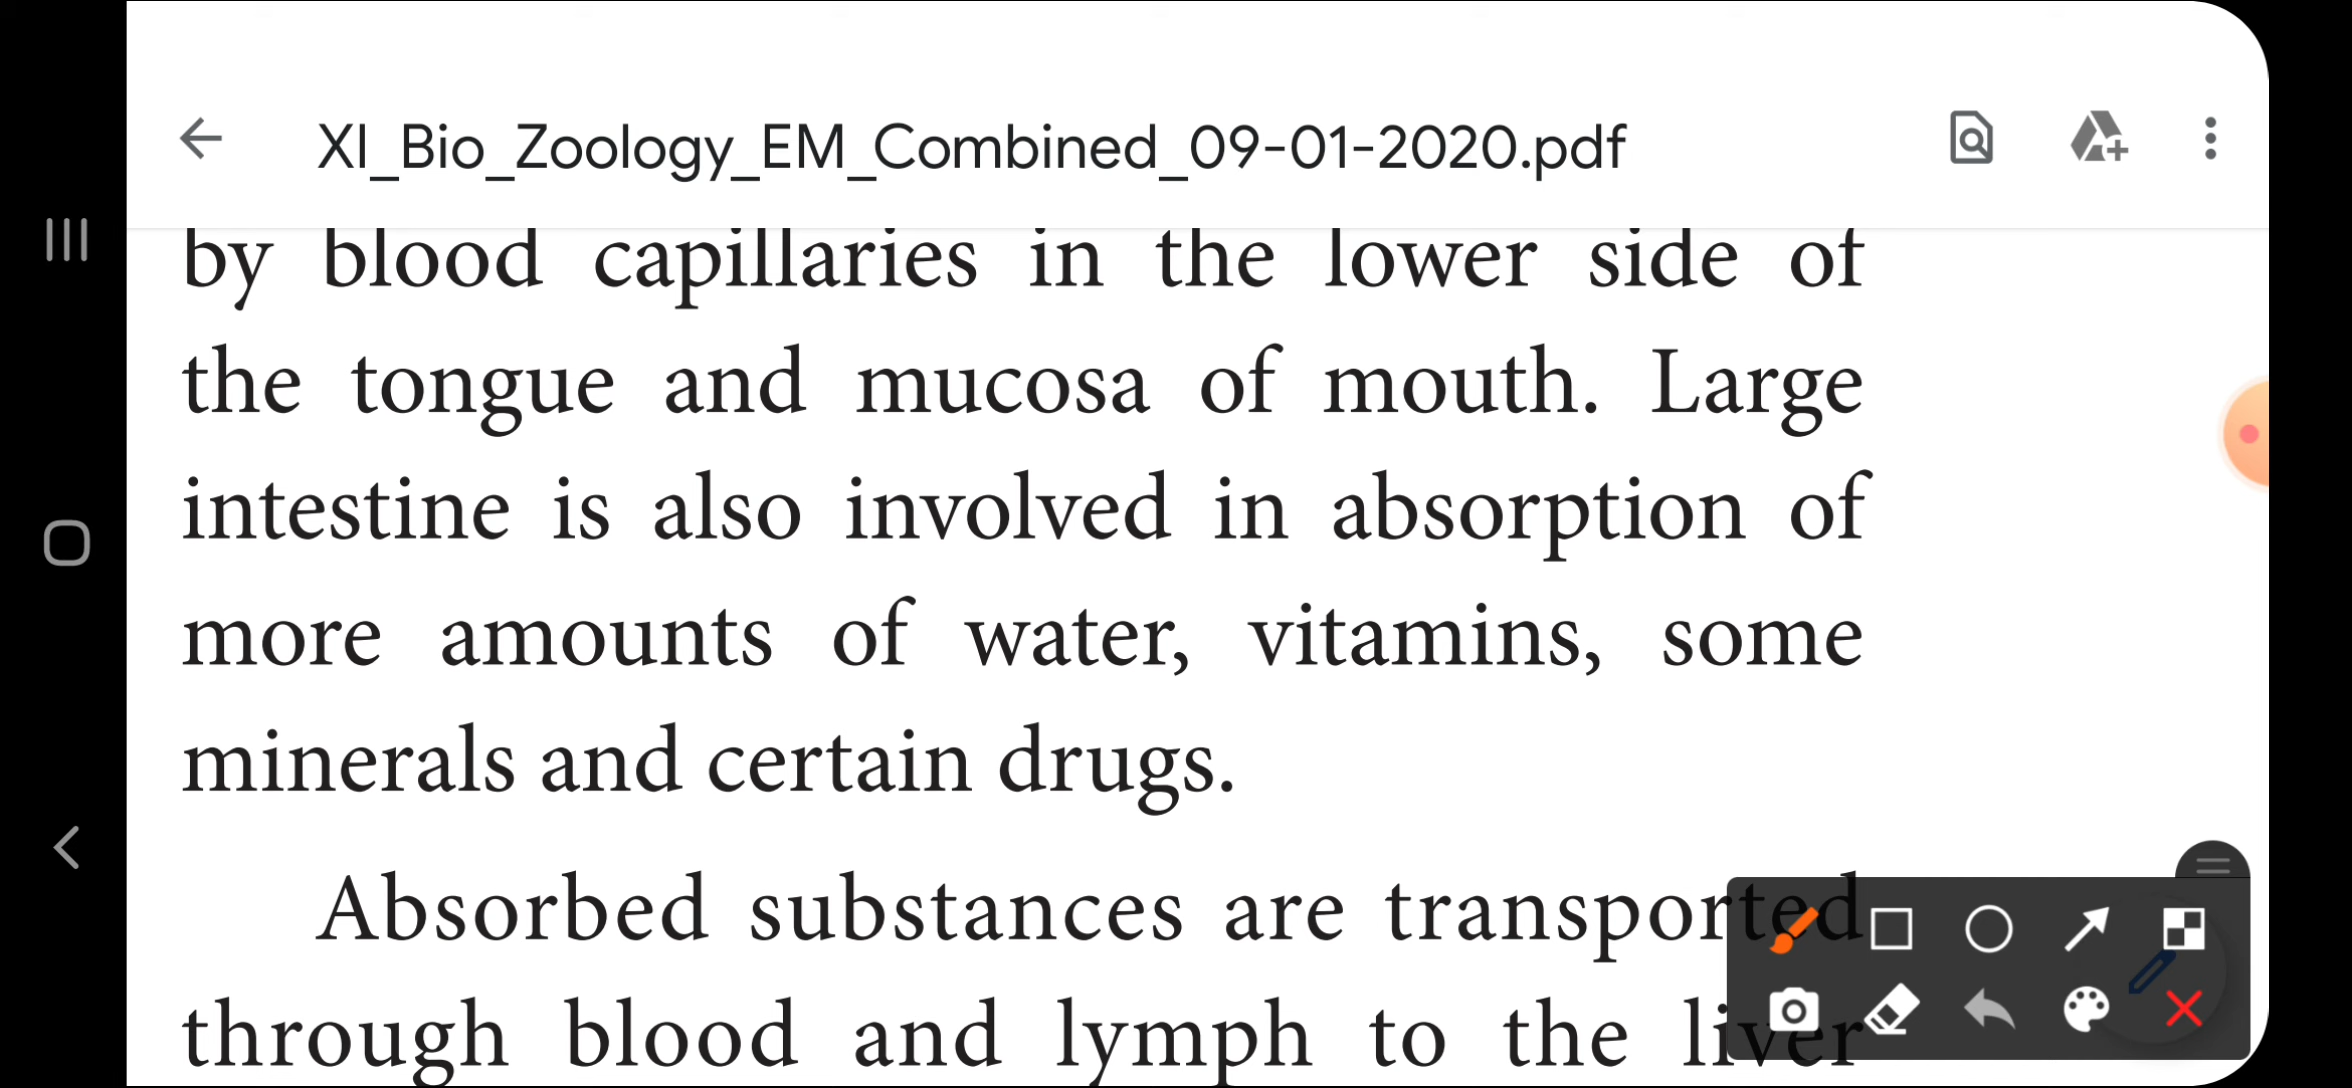 XI_Bio_Zoology_EM_Combined_09-01-2020.pdf
by blood capillaries in the lower side of
the tongue and mucosa of mouth. Large
intestine is also involved in absorption of
more amounts of water, vitamins, some
minerals and certain drugs.
Absorbed substances are transported
through blood and lymph to the liver